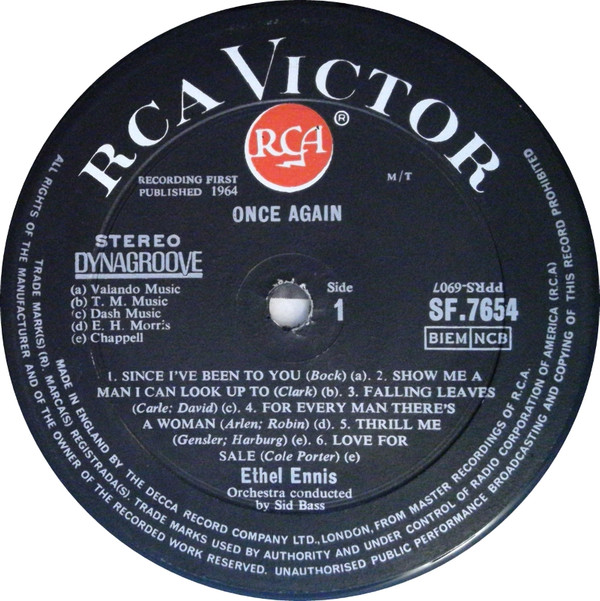 RCA VICTOR
RCA
®
RECORDING FIRST
PUBLISHED 1964
M/T
ONCE AGAIN
STEREO
DYNAGROOVE
(a) Valando Music
(b) T. M. Music
(c) Dash Music
(d) E. H. Morris
(e) Chappell
Side
1
PPRS-6907
SF.7654
BIEM NCB
1. SINCE I'VE BEEN TO YOU (Bock) (a). 2. SHOW ME A
MAN I CAN LOOK UP TO (Clark) (b). 3. FALLING LEAVES
(Carle; David) (c). 4. FOR EVERY MAN THERE'S
A WOMAN (Arlen; Robin) (d). 5. THRILL ME
(Gensler; Harburg) (e). 6. LOVE FOR
SALE (Cole Porter) (e)
Ethel Ennis
Orchestra conducted
by Sid Bass
ALL RIGHTS OF THE MANUFACTURER AND OF THE OWNER OF THE RECORDED WORK RESERVED. UNAUTHORISED PUBLIC PERFORMANCE BROADCASTING AND COPYING OF THIS RECORD PROHIBITED
TRADE MARK(S) (R). MARCA(S) REGISTRADA(S). TRADE MARKS USED BY AUTHORITY AND UNDER CONTROL OF RADIO CORPORATION OF AMERICA (R.C.A)
MADE IN ENGLAND BY THE DECCA RECORD COMPANY LTD., LONDON, FROM MASTER RECORDINGS OF R.C.A.